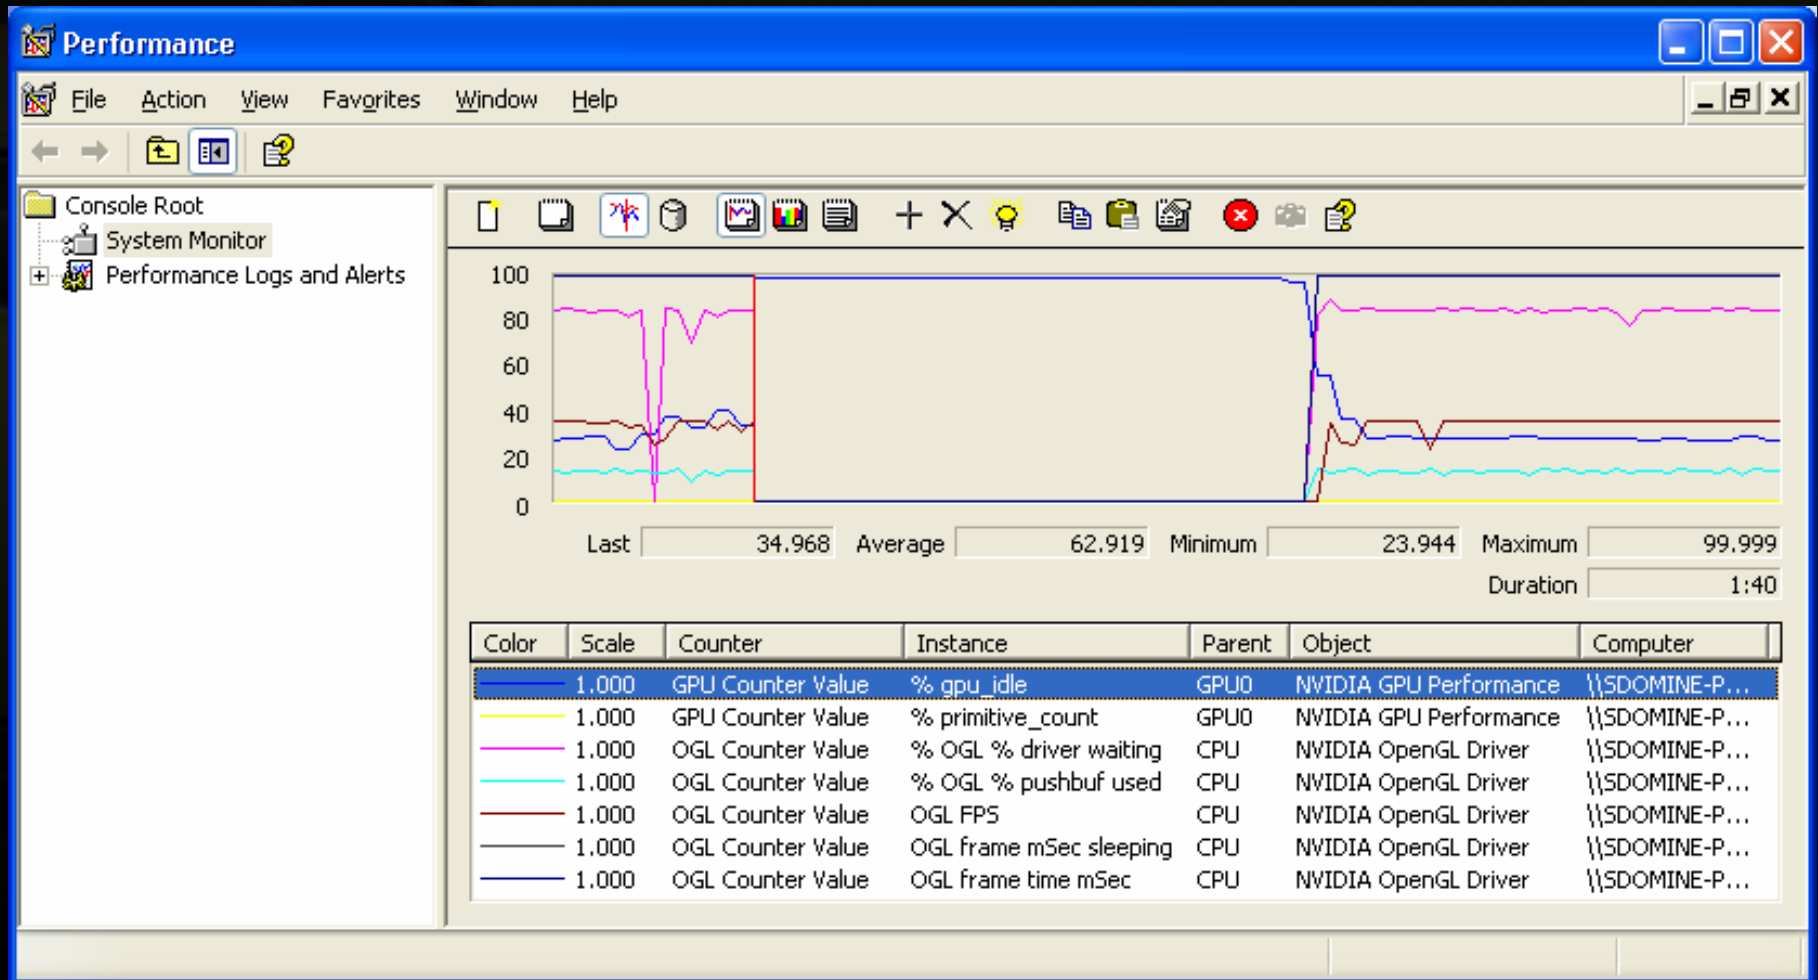 Performance
File Action View Favorites Window Help
Console Root
System Monitor
Performance Logs and Alerts
100
80
60
40
20
0
Last 34.968 Average 62.919 Minimum 23.944 Maximum 99.999
Duration 1:40
Color Scale Counter Instance Parent Object Computer
1.000 GPU Counter Value % gpu_idle GPU0 NVIDIA GPU Performance \\SDOMINE-P...
1.000 GPU Counter Value % primitive_count GPU0 NVIDIA GPU Performance \\SDOMINE-P...
1.000 OGL Counter Value % OGL % driver waiting CPU NVIDIA OpenGL Driver \\SDOMINE-P...
1.000 OGL Counter Value % OGL % pushbuf used CPU NVIDIA OpenGL Driver \\SDOMINE-P...
1.000 OGL Counter Value OGL FPS CPU NVIDIA OpenGL Driver \\SDOMINE-P...
1.000 OGL Counter Value OGL frame mSec sleeping CPU NVIDIA OpenGL Driver \\SDOMINE-P...
1.000 OGL Counter Value OGL frame time mSec CPU NVIDIA OpenGL Driver \\SDOMINE-P...